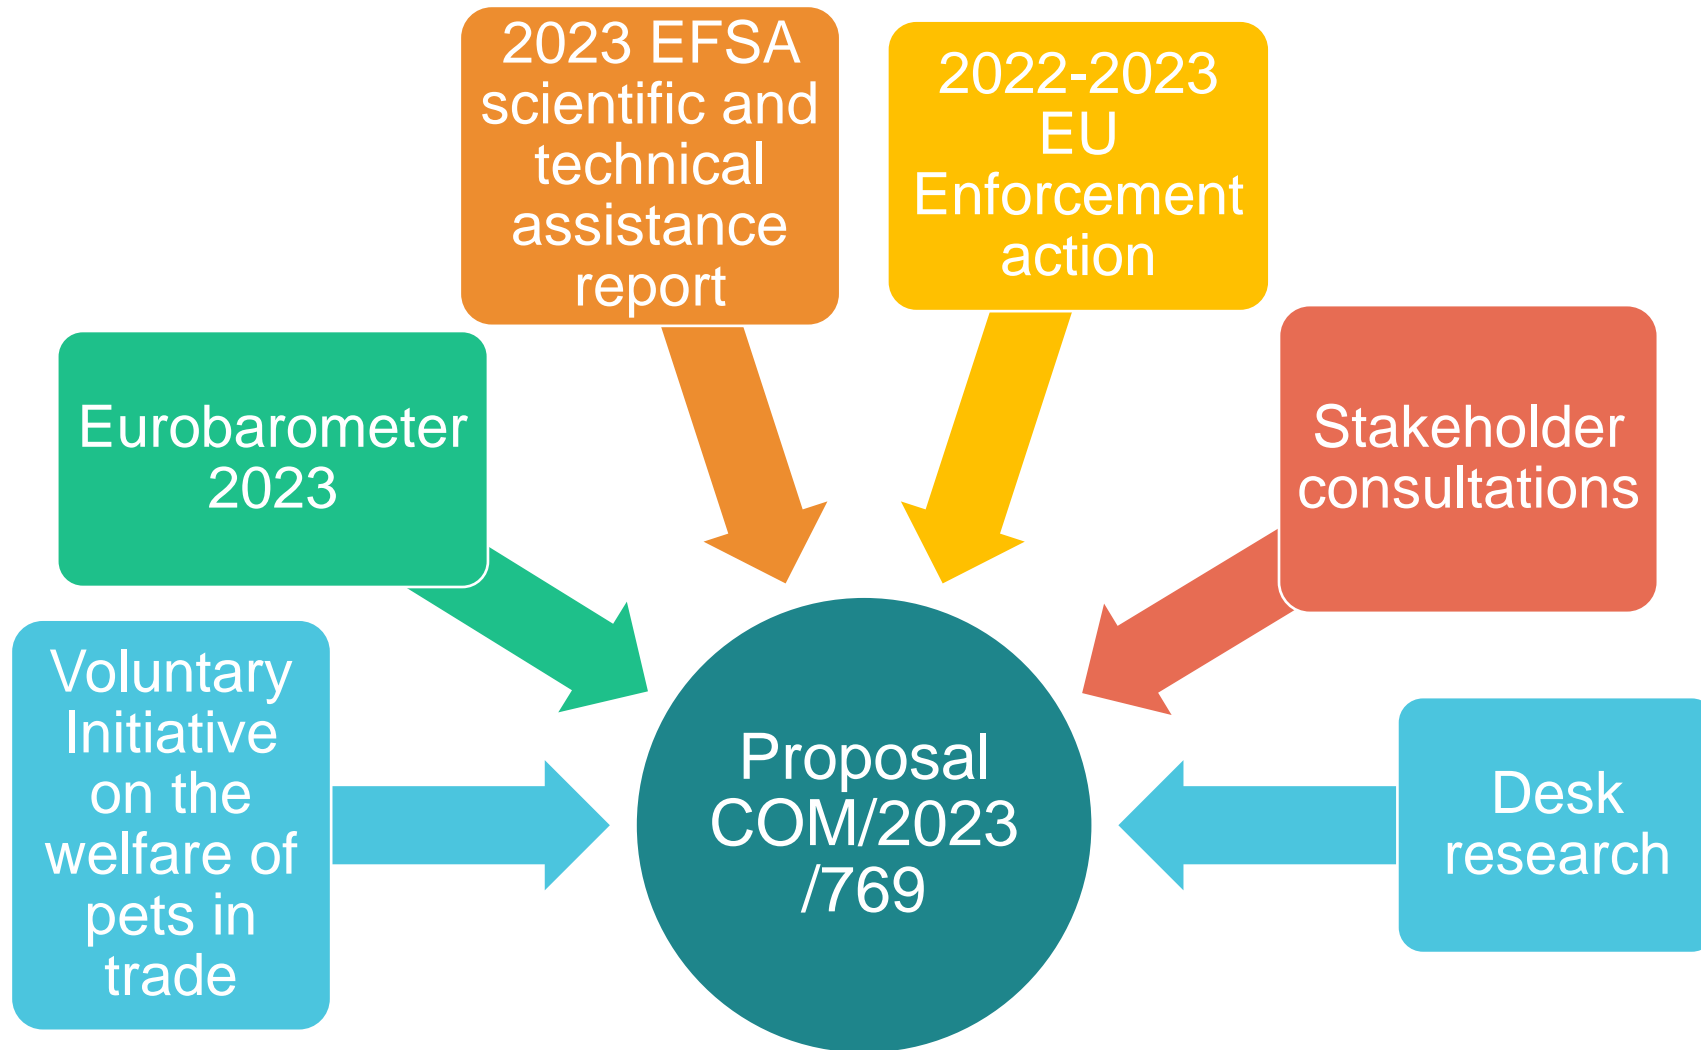 2023 EFSA
scientific and
technical
assistance
report
2022-2023
EU
Enforcement
action
Eurobarometer
2023
Stakeholder
consultations
Voluntary
Initiative
on the
welfare of
pets in
trade
Proposal
COM/2023
/769
Desk
research